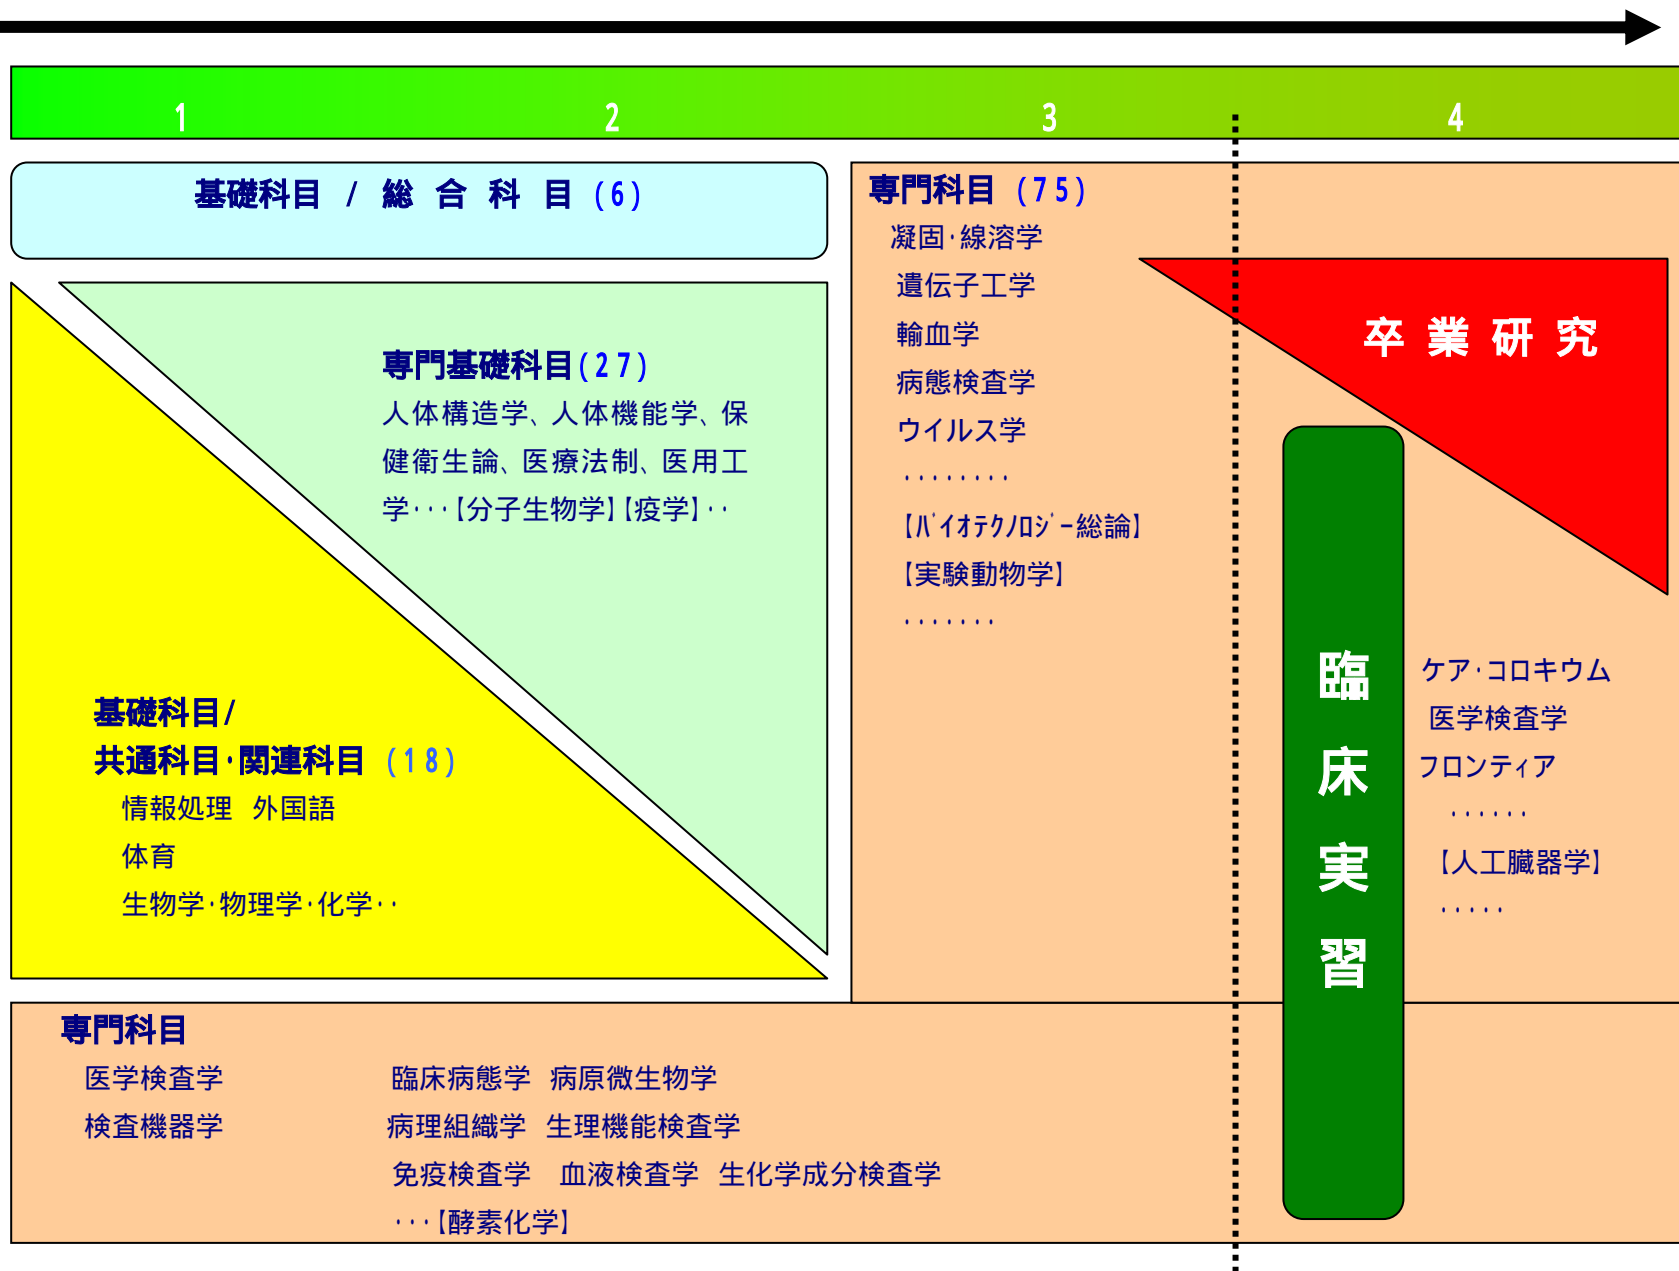 1 2 3 4
基礎科目 / 総 合 科 目 (6)
専門基礎科目(27)
人体構造学、人体機能学、保
健衛生論、医療法制、医用工
学･･･【分子生物学】【疫学】･･
基礎科目/
共通科目･関連科目 (18)
情報処理 外国語
体育
生物学･物理学･化学･･
専門科目 (75)
凝固･線溶学
遺伝子工学
輸血学
病態検査学
ウイルス学
････････
【ﾊﾞｲｵﾃｸﾉﾛｼﾞｰ総論】
【実験動物学】
･･･････
卒 業 研 究
臨
床
実
習
ケア･コロキウム
医学検査学
フロンティア
･･････
【人工臓器学】
･････
専門科目
医学検査学 臨床病態学 病原微生物学
検査機器学 病理組織学 生理機能検査学
免疫検査学 血液検査学 生化学成分検査学
･･･【酵素化学】